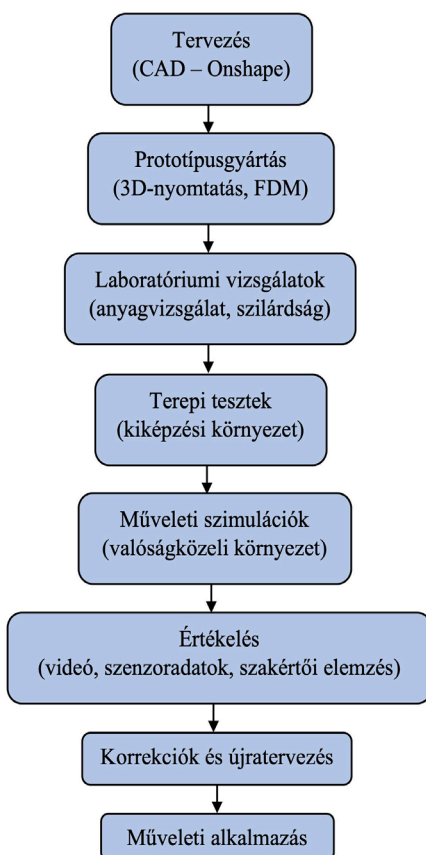 Tervezés
(CAD – Onshape)
Prototípusgyártás
(3D-nyomtatás, FDM)
Laboratóriumi vizsgálatok
(anyagvizsgálat, szilárdság)
Terepi tesztek
(kiképzési környezet)
Műveleti szimulációk
(valóságközeli környezet)
Értékelés
(videó, szenzoradatok, szakértői elemzés)
Korrekciók és újratervezés
Műveleti alkalmazás